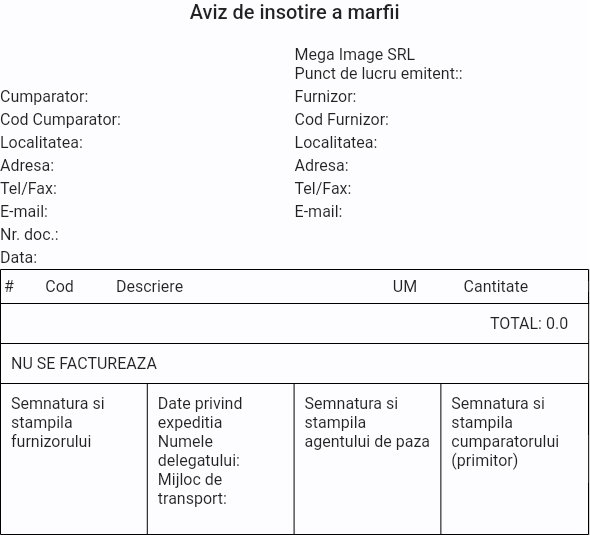 Aviz de insotire a marfii
Mega Image SRL
Punct de lucru emitent::
Cumparator:
Furnizor:
Cod Cumparator:
Cod Furnizor:
Localitatea:
Localitatea:
Adresa:
Adresa:
Tel/Fax:
Tel/Fax:
E-mail:
E-mail:
Nr. doc.:
Data:
# Cod Descriere UM Cantitate
TOTAL: 0.0
NU SE FACTUREAZA
Semnatura si
stampila
furnizorului
Date privind
expeditia
Numele
delegatului:
Mijloc de
transport:
Semnatura si
stampila
agentului de paza
Semnatura si
stampila
cumparatorului
(primitor)